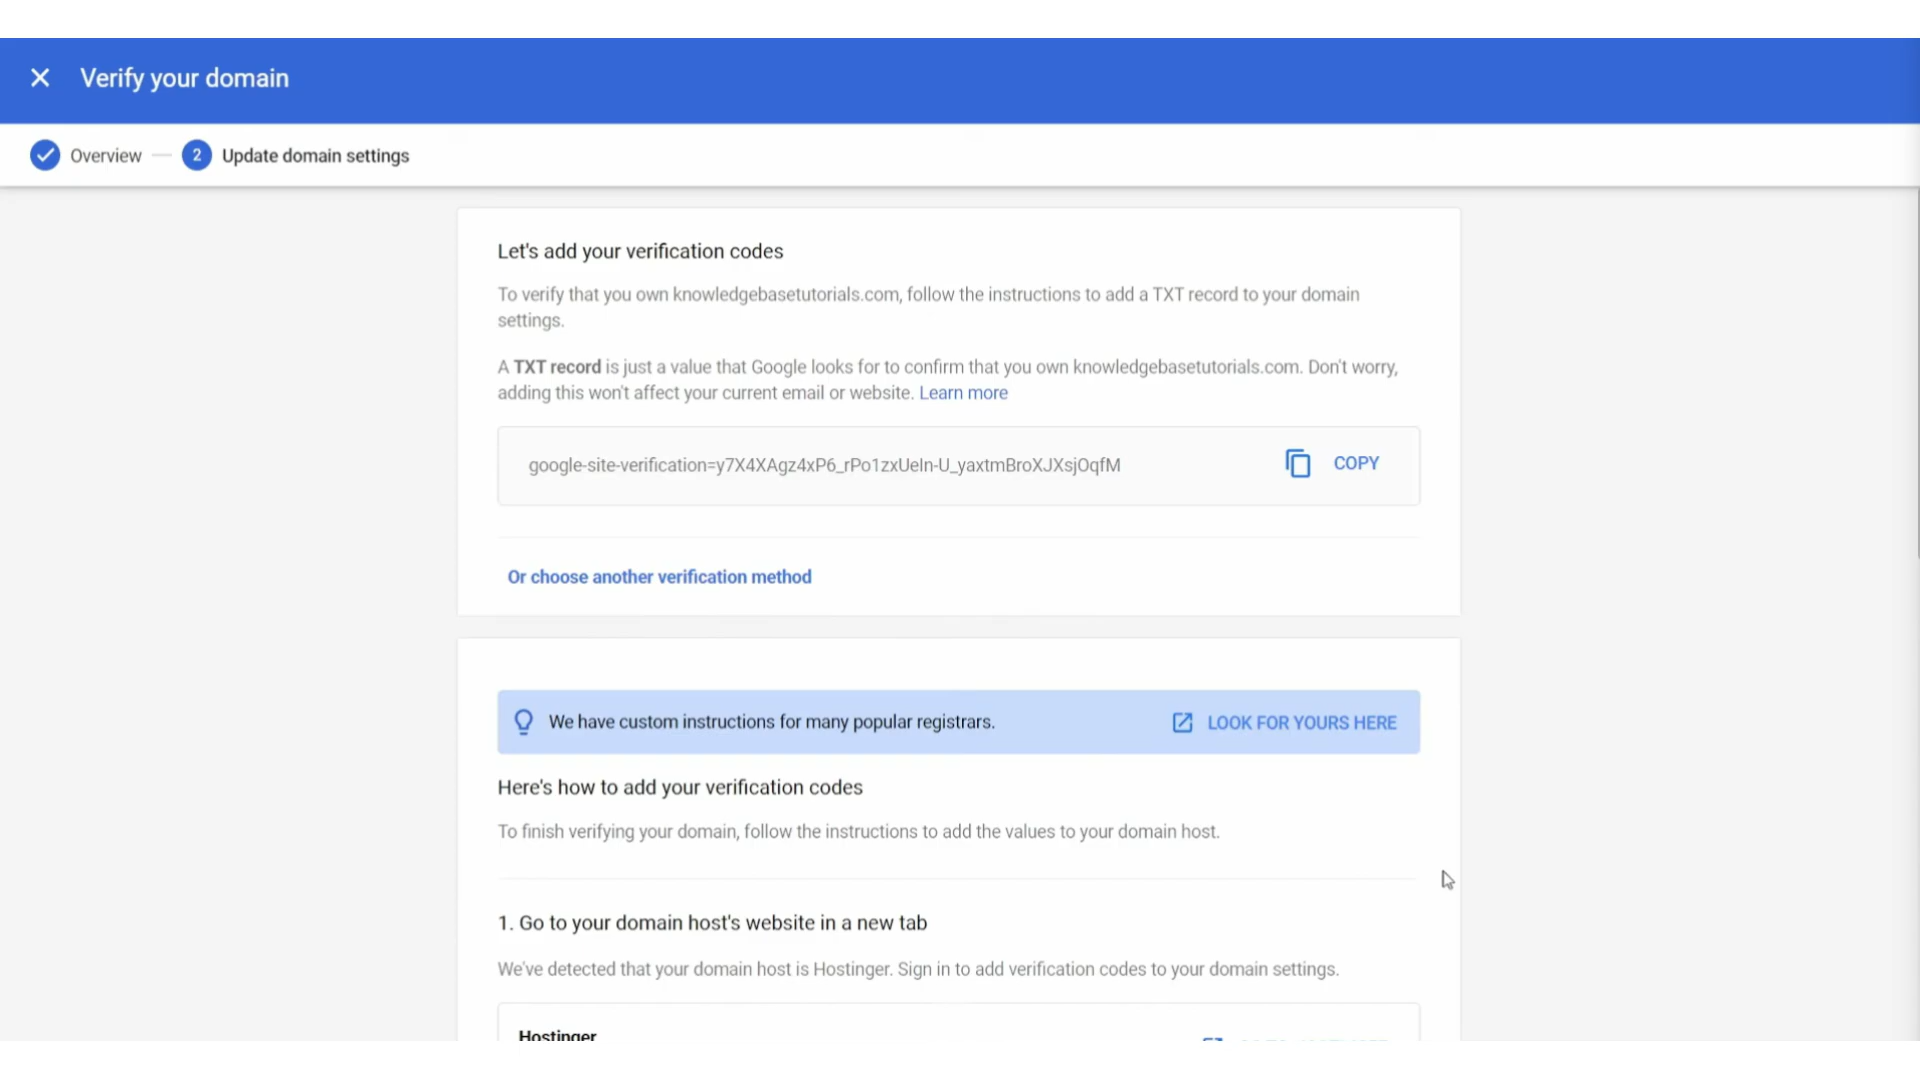 Verify your domain
Overview
2
Update domain settings
Let's add your verification codes
To verify that you own knowledgebasetutorials.com, follow the instructions to add a TXT record to your domain
settings.
A TXT record is just a value that Google looks for to confirm that you own knowledgebasetutorials.com. Don't worry,
adding this won't affect your current email or website. Learn more
google-site-verification=y7X4XAgz4xP6_rPo1zxUeIn-U_yaxtmBroXJXsjOqfM
COPY
Or choose another verification method
We have custom instructions for many popular registrars.
LOOK FOR YOURS HERE
Here's how to add your verification codes
To finish verifying your domain, follow the instructions to add the values to your domain host.
1. Go to your domain host's website in a new tab
We've detected that your domain host is Hostinger. Sign in to add verification codes to your domain settings.
Hostinger